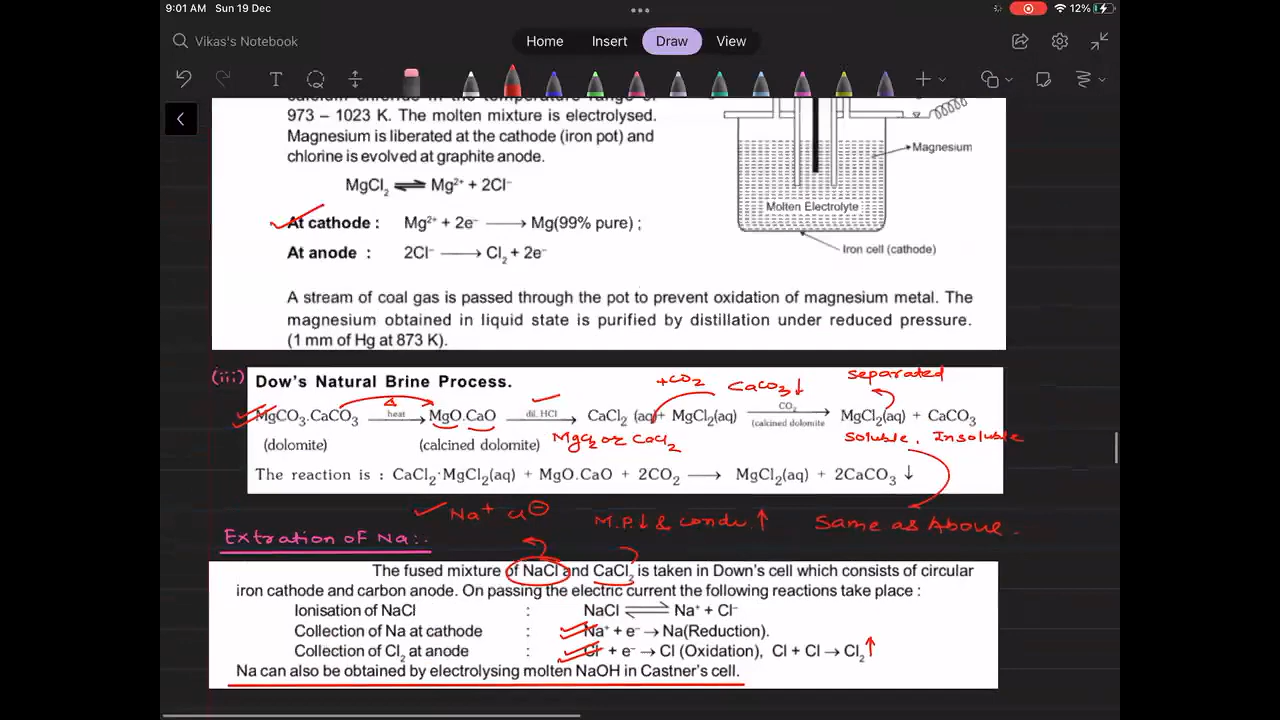 9:01 AM Sun 19 Dec
12%
Vikas's Notebook
Home Insert Draw View
973 – 1023 K. The molten mixture is electrolysed.
Magnesium is liberated at the cathode (iron pot) and
chlorine is evolved at graphite anode.
MgCl₂ ⇌ Mg²⁺ + 2Cl⁻
At cathode : Mg²⁺ + 2e⁻ ⟶ Mg(99% pure) ;
At anode : 2Cl⁻ ⟶ Cl₂ + 2e⁻
Magnesium
Molten Electrolyte
Iron cell (cathode)
A stream of coal gas is passed through the pot to prevent oxidation of magnesium metal. The
magnesium obtained in liquid state is purified by distillation under reduced pressure.
(1 mm of Hg at 873 K).
(iii) Dow's Natural Brine Process.
+CO₂ CaCO₃↓ separated
Δ
MgCO₃.CaCO₃ ⟶ heat MgO.CaO ⟶ dil. HCl CaCl₂ (aq)+ MgCl₂(aq) ⟶ CO₂ (calcined dolomite MgCl₂(aq) + CaCO₃
(dolomite) (calcined dolomite) MgCl₂ or CaCl₂ Soluble, Insoluble
The reaction is : CaCl₂·MgCl₂(aq) + MgO.CaO + 2CO₂ ⟶ MgCl₂(aq) + 2CaCO₃ ↓
Na⁺ Cl⊖ M.P.↓ & condu. ↑ Same as Above.
Extration of Na:.
The fused mixture of NaCl and CaCl₂ is taken in Down's cell which consists of circular
iron cathode and carbon anode. On passing the electric current the following reactions take place :
Ionisation of NaCl : NaCl ⇌ Na⁺ + Cl⁻
Collection of Na at cathode : Na⁺ + e⁻ → Na(Reduction).
Collection of Cl₂ at anode : Cl⁻ + e⁻ → Cl (Oxidation), Cl + Cl → Cl₂ ↑
Na can also be obtained by electrolysing molten NaOH in Castner's cell.